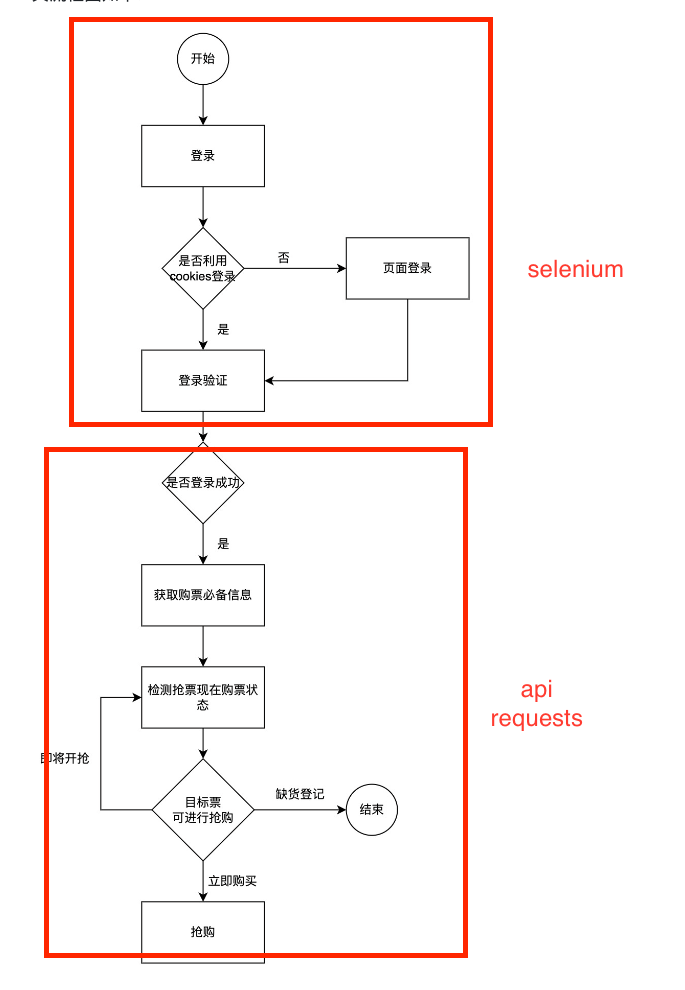 开始
登录
是否利用
cookies登录
否
页面登录
selenium
是
登录验证
是否登录成功
是
获取购票必备信息
检测抢票现在购票状
态
api
requests
即将开抢
目标票
可进行抢购
缺货登记
结束
立即购买
抢购